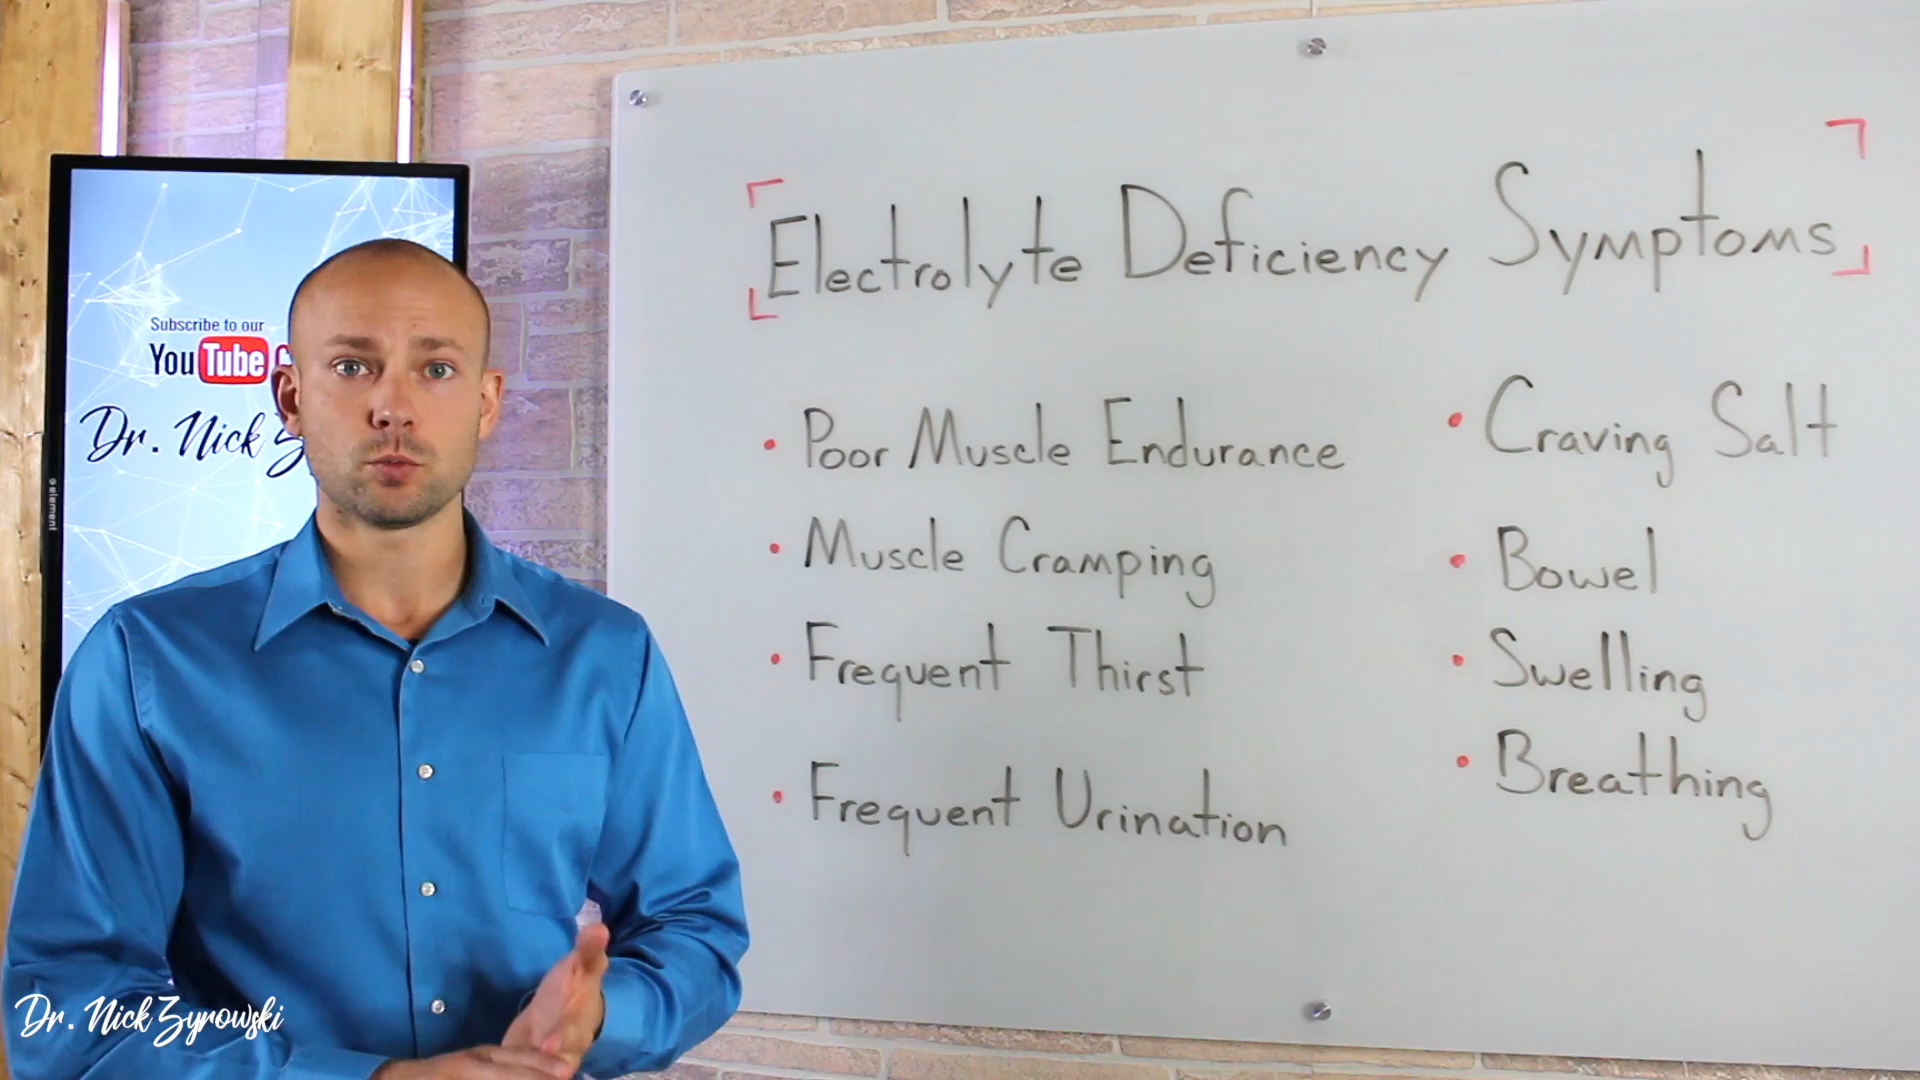 Subscribe to our
YouTube
Dr. Nick
element
Electrolyte Deficiency Symptoms
• Poor Muscle Endurance
• Muscle Cramping
• Frequent Thirst
• Frequent Urination
• Craving Salt
• Bowel
• Swelling
• Breathing
Dr. Nick Zyrowski